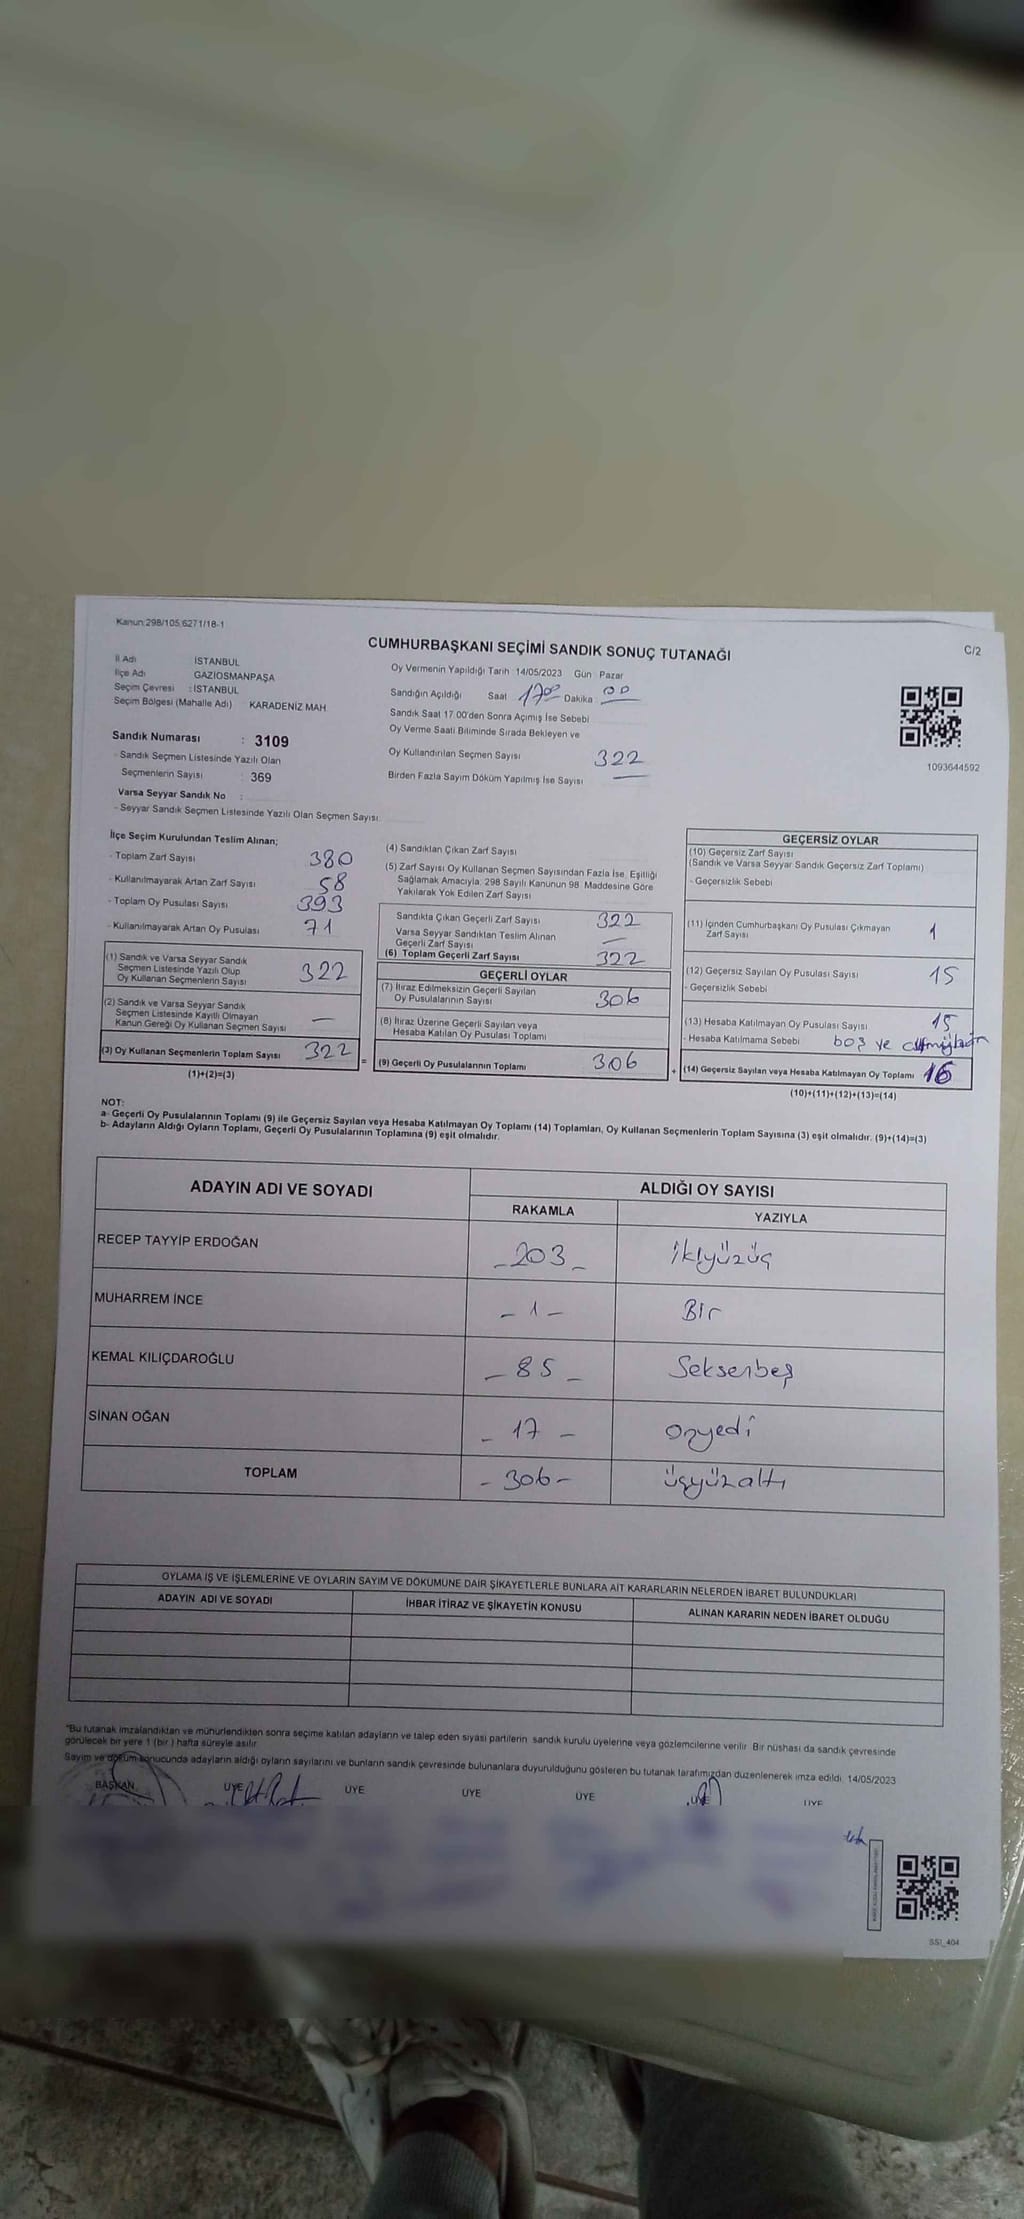 Kanun:298/105,6271/18-1
CUMHURBAŞKANI SEÇİMİ SANDIK SONUÇ TUTANAĞI
C/2
İl Adı İSTANBUL
İlçe Adı GAZİOSMANPAŞA
Seçim Çevresi : İSTANBUL
Seçim Bölgesi (Mahalle Adı) KARADENİZ MAH
Sandık Numarası : 3109
- Sandık Seçmen Listesinde Yazılı Olan
Seçmenlerin Sayısı : 369
Varsa Seyyar Sandık No :
- Seyyar Sandık Seçmen Listesinde Yazılı Olan Seçmen Sayısı
Oy Vermenin Yapıldığı Tarih :14/05/2023 Gün Pazar
Sandığın Açıldığı Saat 17:00 Dakika 00
Sandık Saat 17.00'den Sonra Açılmış İse Sebebi
Oy Verme Saati Bitiminde Sırada Bekleyen ve
Oy Kullandırılan Seçmen Sayısı 322
Birden Fazla Sayım Döküm Yapılmış İse Sayısı —
1093644592
İlçe Seçim Kurulundan Teslim Alınan;
- Toplam Zarf Sayısı 380
- Kullanılmayarak Artan Zarf Sayısı 58
- Toplam Oy Pusulası Sayısı 393
- Kullanılmayarak Artan Oy Pusulası 71
(1) Sandık ve Varsa Seyyar Sandık
Seçmen Listesinde Yazılı Olup
Oy Kullanan Seçmenlerin Sayısı 322
(2) Sandık ve Varsa Seyyar Sandık
Seçmen Listesinde Kayıtlı Olmayan
Kanun Gereği Oy Kullanan Seçmen Sayısı —
(3) Oy Kullanan Seçmenlerin Toplam Sayısı 322 =
(1)+(2)=(3)
(4) Sandıktan Çıkan Zarf Sayısı
(5) Zarf Sayısı Oy Kullanan Seçmen Sayısından Fazla İse, Eşitliği
Sağlamak Amacıyla, 298 Sayılı Kanunun 98. Maddesine Göre
Yakılarak Yok Edilen Zarf Sayısı
Sandıkta Çıkan Geçerli Zarf Sayısı 322
Varsa Seyyar Sandıktan Teslim Alınan
Geçerli Zarf Sayısı —
(6) Toplam Geçerli Zarf Sayısı 322
GEÇERLİ OYLAR
(7) İtiraz Edilmeksizin Geçerli Sayılan
Oy Pusulalarının Sayısı 306
(8) İtiraz Üzerine Geçerli Sayılan veya
Hesaba Katılan Oy Pusulası Toplamı
(9) Geçerli Oy Pusulalarının Toplamı 306 +
GEÇERSİZ OYLAR
(10) Geçersiz Zarf Sayısı
(Sandık ve Varsa Seyyar Sandık Geçersiz Zarf Toplamı)
- Geçersizlik Sebebi
(11) İçinden Cumhurbaşkanı Oy Pusulası Çıkmayan
Zarf Sayısı 1
(12) Geçersiz Sayılan Oy Pusulası Sayısı 15
- Geçersizlik Sebebi
(13) Hesaba Katılmayan Oy Pusulası Sayısı 15
- Hesaba Katılmama Sebebi boş ve
(14) Geçersiz Sayılan veya Hesaba Katılmayan Oy Toplamı 16
(10)+(11)+(12)+(13)=(14)
NOT:
a- Geçerli Oy Pusulalarının Toplamı (9) ile Geçersiz Sayılan veya Hesaba Katılmayan Oy Toplamı (14) Toplamları, Oy Kullanan Seçmenlerin Toplam Sayısına (3) eşit olmalıdır. (9)+(14)=(3)
b- Adayların Aldığı Oyların Toplamı, Geçerli Oy Pusulalarının Toplamına (9) eşit olmalıdır.
ADAYIN ADI VE SOYADI
ALDIĞI OY SAYISI
RAKAMLA YAZIYLA
RECEP TAYYİP ERDOĞAN -203- ikiyüzüç
MUHARREM İNCE -1- Bir
KEMAL KILIÇDAROĞLU -85- Seksenbeş
SİNAN OĞAN -17- onyedi
TOPLAM -306- üçyüzaltı
OYLAMA İŞ VE İŞLEMLERİNE VE OYLARIN SAYIM VE DÖKÜMÜNE DAİR ŞİKAYETLERLE BUNLARA AİT KARARLARIN NELERDEN İBARET BULUNDUKLARI
ADAYIN ADI VE SOYADI İHBAR İTİRAZ VE ŞİKAYETİN KONUSU ALINAN KARARIN NEDEN İBARET OLDUĞU
*Bu tutanak imzalandıktan ve mühürlendikten sonra seçime katılan adayların ve talep eden siyasi partilerin sandık kurulu üyelerine veya gözlemcilerine verilir. Bir nüshası da sandık çevresinde
görülecek bir yere 1 (bir) hafta süreyle asılır.
Sayım ve döküm sonucunda adayların aldığı oyların sayılarını ve bunların sandık çevresinde bulunanlara duyurulduğunu gösteren bu tutanak tarafımızdan düzenlenerek imza edildi. 14/05/2023
BAŞKAN ÜYE ÜYE ÜYE ÜYE ÜYE ÜYE
SS1_404